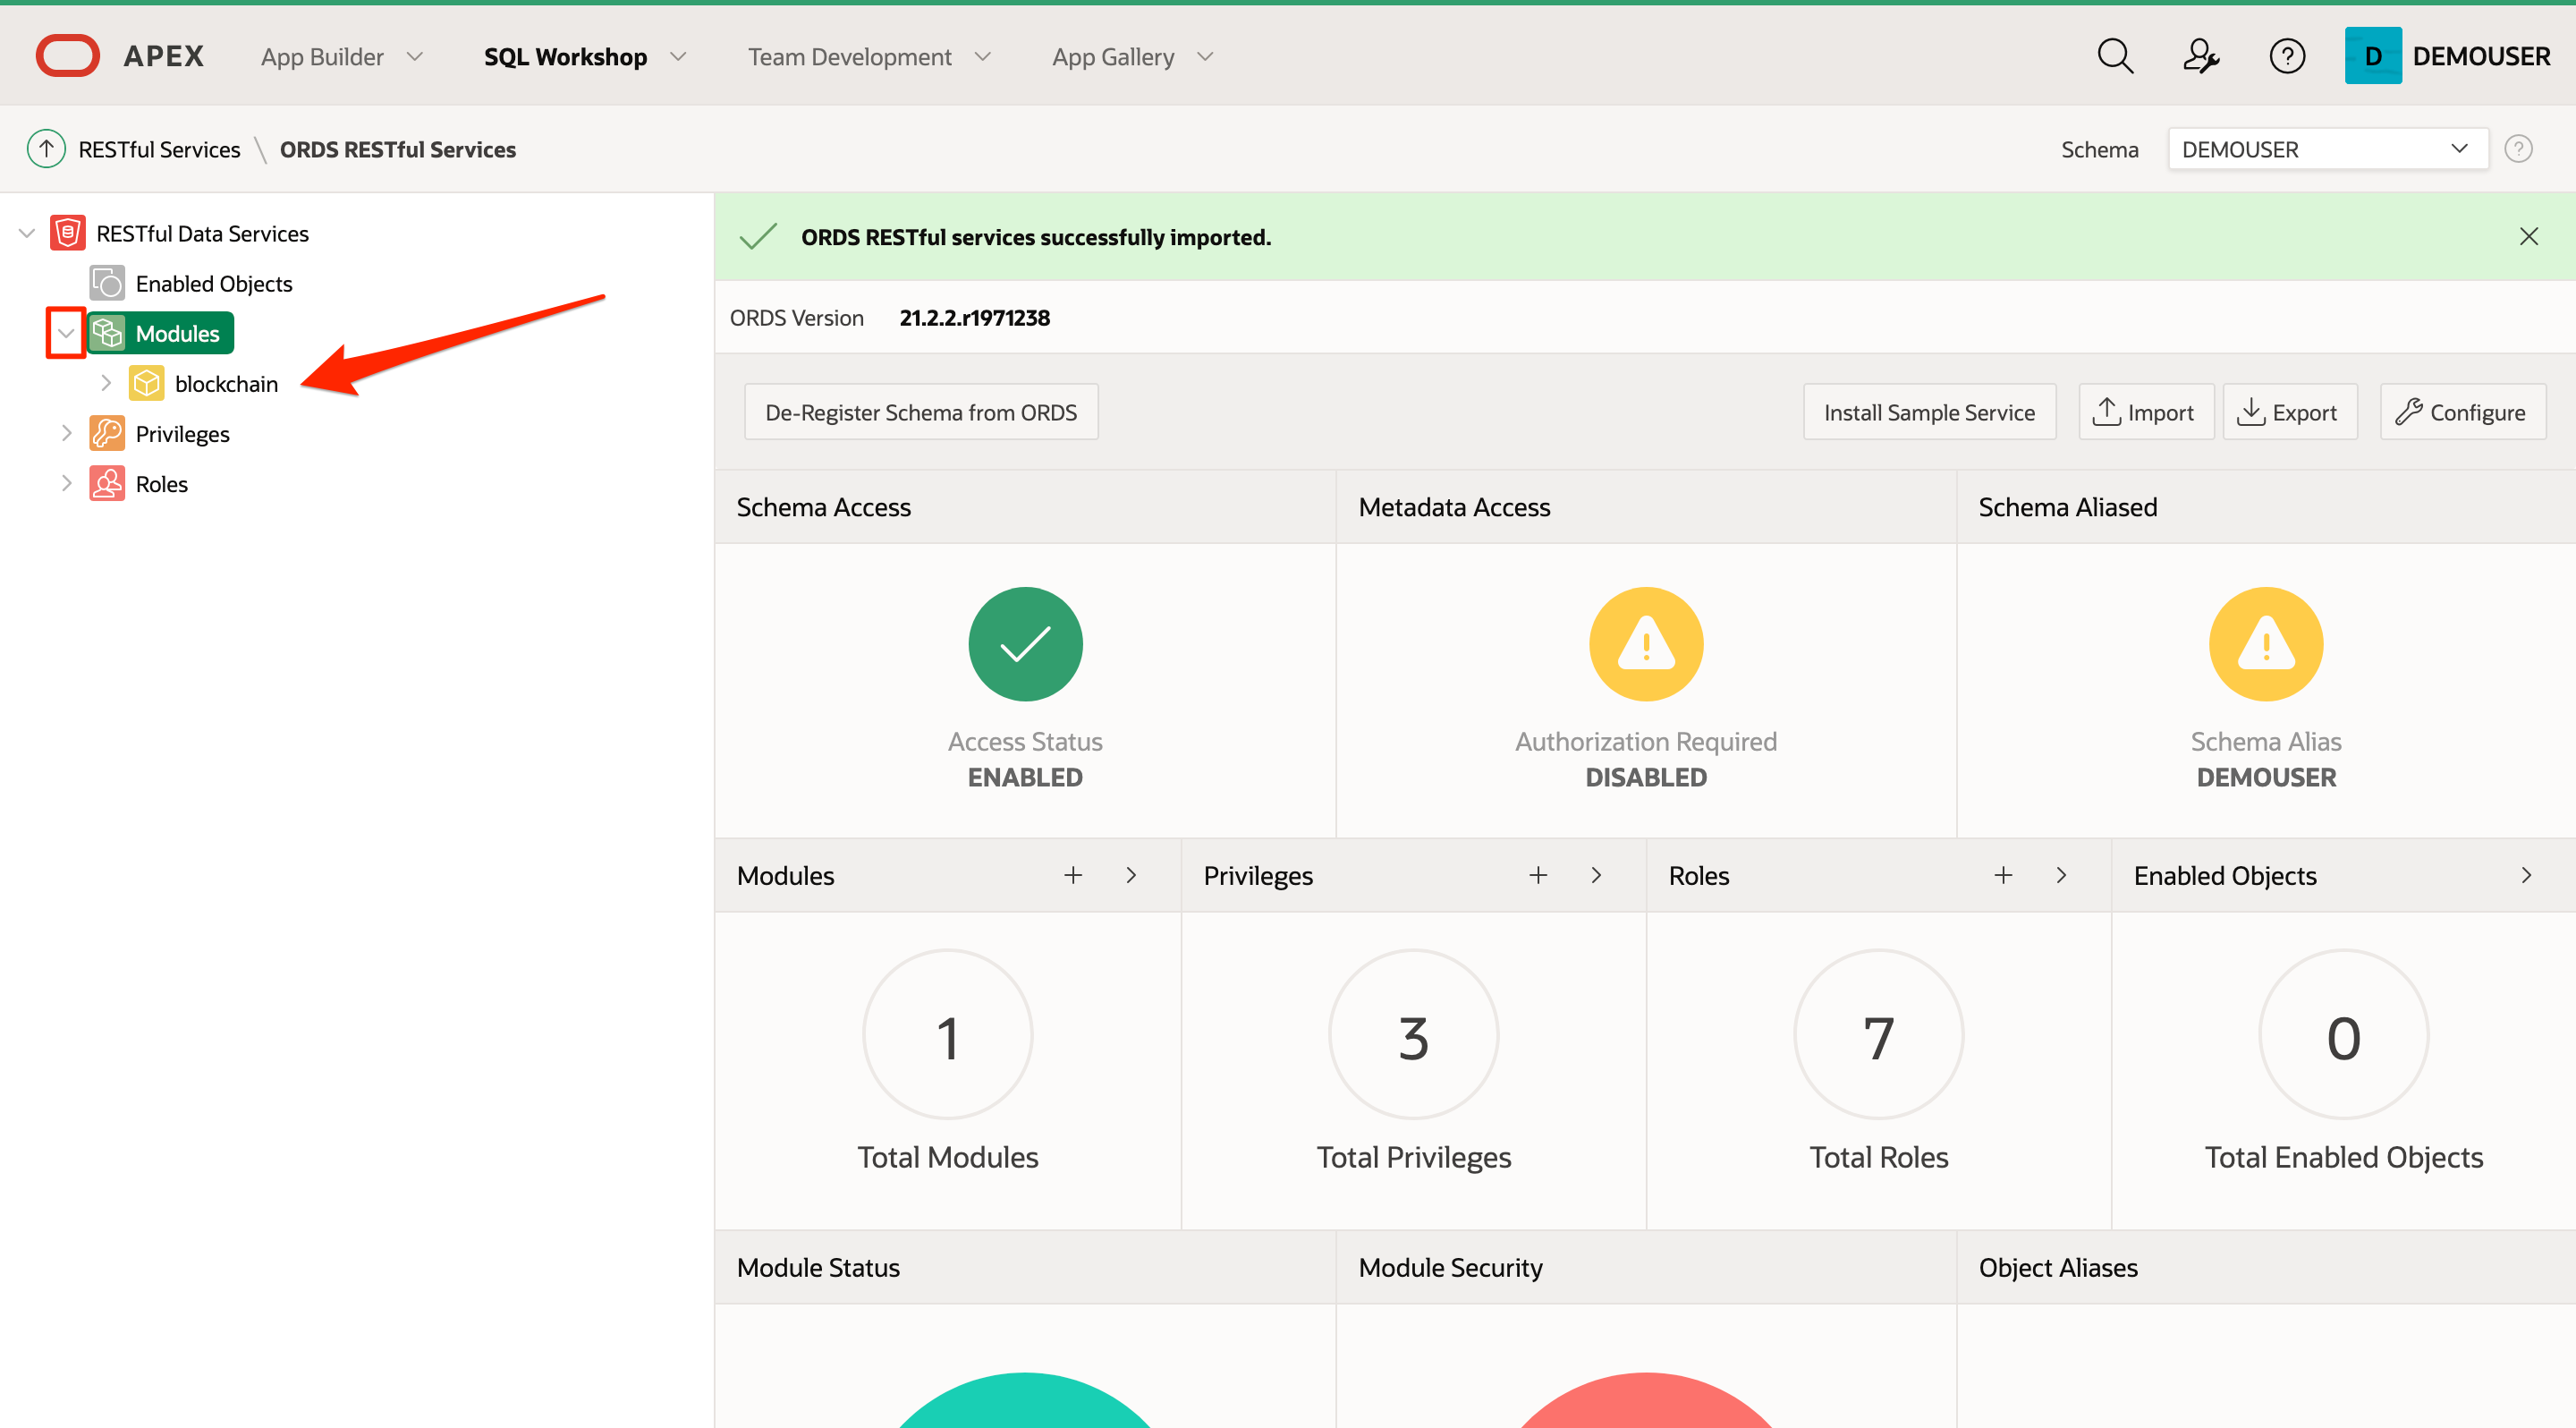 APEX App Builder SQL Workshop Team Development App Gallery D DEMOUSER
RESTful Services \ ORDS RESTful Services Schema DEMOUSER ?
RESTful Data Services
Enabled Objects
Modules
blockchain
Privileges
Roles
ORDS RESTful services successfully imported.
ORDS Version 21.2.2.r1971238
De-Register Schema from ORDS Install Sample Service Import Export Configure
Schema Access Metadata Access Schema Aliased
Access Status Authorization Required Schema Alias
ENABLED DISABLED DEMOUSER
Modules Privileges Roles Enabled Objects
1 3 7 0
Total Modules Total Privileges Total Roles Total Enabled Objects
Module Status Module Security Object Aliases